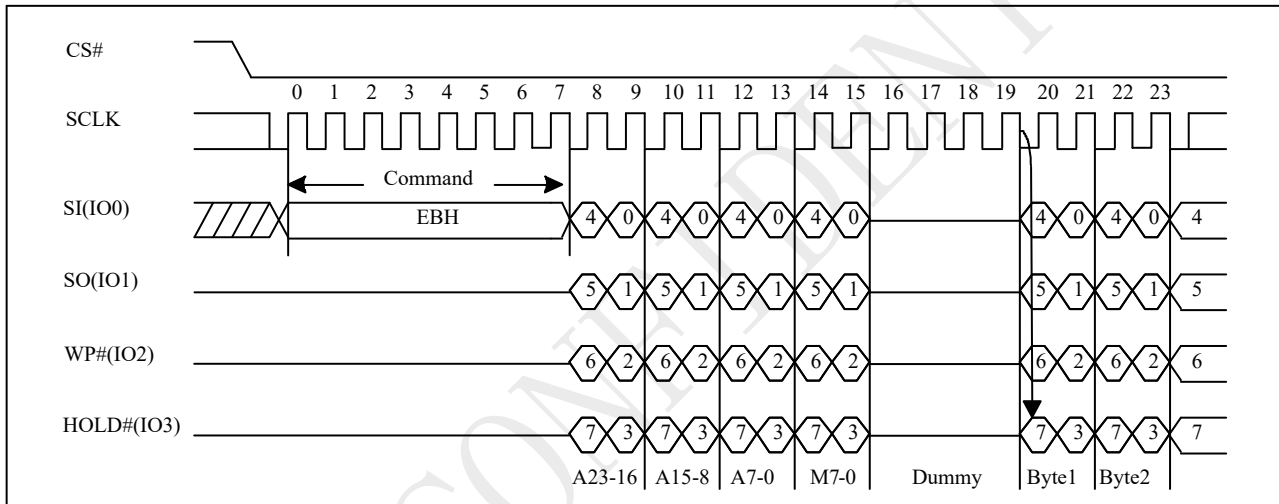 CS#
0 1 2 3 4 5 6 7 8 9 10 11 12 13 14 15 16 17 18 19 20 21 22 23
SCLK
Command
SI(IO0) EBH 4 0 4 0 4 0 4 0 4 0 4 0 4
SO(IO1) 5 1 5 1 5 1 5 1 5 1 5 1 5
WP#(IO2) 6 2 6 2 6 2 6 2 6 2 6 2 6
HOLD#(IO3) 7 3 7 3 7 3 7 3 7 3 7 3 7
A23-16 A15-8 A7-0 M7-0 Dummy Byte1 Byte2
CONFIDENT